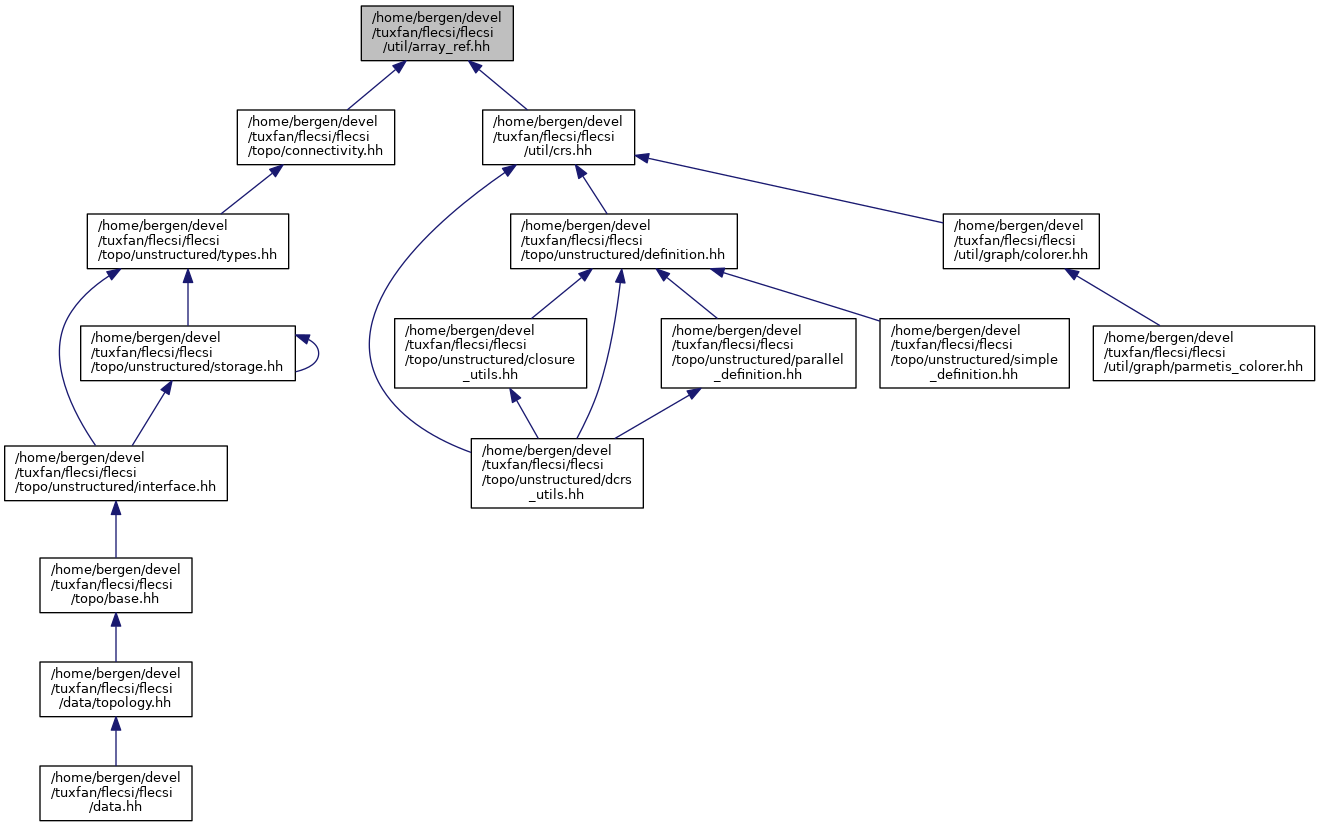 /home/bergen/devel
/tuxfan/flecsi/flecsi
/util/array_ref.hh
/home/bergen/devel
/tuxfan/flecsi/flecsi
/topo/connectivity.hh
/home/bergen/devel
/tuxfan/flecsi/flecsi
/util/crs.hh
/home/bergen/devel
/tuxfan/flecsi/flecsi
/topo/unstructured/types.hh
/home/bergen/devel
/tuxfan/flecsi/flecsi
/topo/unstructured/definition.hh
/home/bergen/devel
/tuxfan/flecsi/flecsi
/util/graph/colorer.hh
/home/bergen/devel
/tuxfan/flecsi/flecsi
/topo/unstructured/storage.hh
/home/bergen/devel
/tuxfan/flecsi/flecsi
/topo/unstructured/closure
_utils.hh
/home/bergen/devel
/tuxfan/flecsi/flecsi
/topo/unstructured/parallel
_definition.hh
/home/bergen/devel
/tuxfan/flecsi/flecsi
/topo/unstructured/simple
_definition.hh
/home/bergen/devel
/tuxfan/flecsi/flecsi
/util/graph/parmetis_colorer.hh
/home/bergen/devel
/tuxfan/flecsi/flecsi
/topo/unstructured/interface.hh
/home/bergen/devel
/tuxfan/flecsi/flecsi
/topo/unstructured/dcrs
_utils.hh
/home/bergen/devel
/tuxfan/flecsi/flecsi
/topo/base.hh
/home/bergen/devel
/tuxfan/flecsi/flecsi
/data/topology.hh
/home/bergen/devel
/tuxfan/flecsi/flecsi
/data.hh